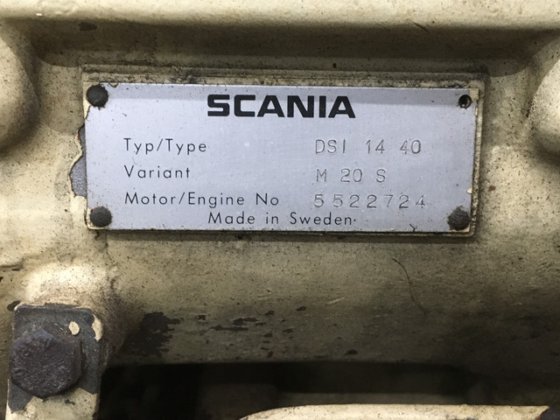 SCANIA
Typ/Type DSI 14 40
Variant M 20 S
Motor/Engine No 5522724
Made in Sweden